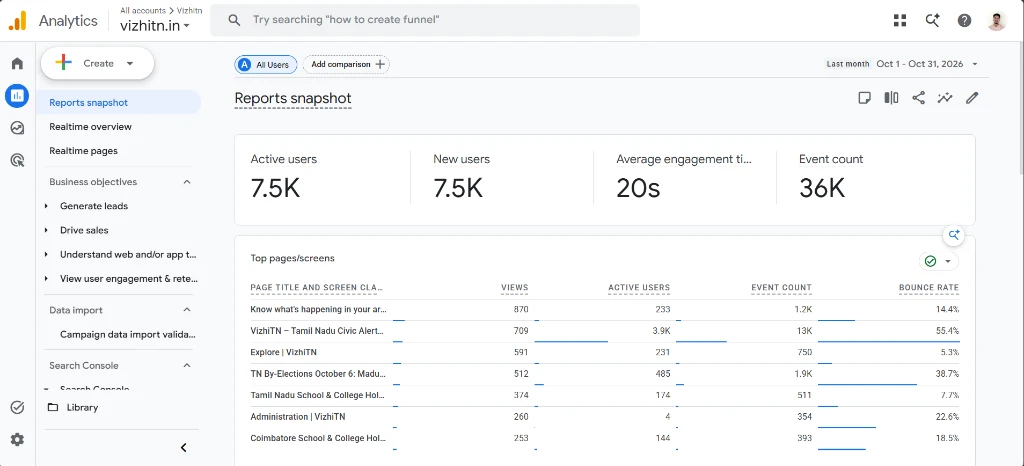 Analytics
All accounts > Vizhitn
vizhitn.in
Try searching "how to create funnel"
Create
Reports snapshot
Realtime overview
Realtime pages
Business objectives
Generate leads
Drive sales
Understand web and/or app t...
View user engagement & rete...
Data import
Campaign data import valida...
Search Console
Search Console
Library
A All Users
Add comparison +
Last month Oct 1 - Oct 31, 2026
Reports snapshot
Active users
7.5K
New users
7.5K
Average engagement ti...
20s
Event count
36K
Top pages/screens
PAGE TITLE AND SCREEN CLA... VIEWS ACTIVE USERS EVENT COUNT BOUNCE RATE
Know what's happening in your ar... 870 233 1.2K 14.4%
VizhiTN – Tamil Nadu Civic Alert... 709 3.9K 13K 55.4%
Explore | VizhiTN 591 231 750 5.3%
TN By-Elections October 6: Madu... 512 485 1.9K 38.7%
Tamil Nadu School & College Hol... 374 174 511 7.7%
Administration | VizhiTN 260 4 354 22.6%
Coimbatore School & College Hol... 253 144 393 18.5%